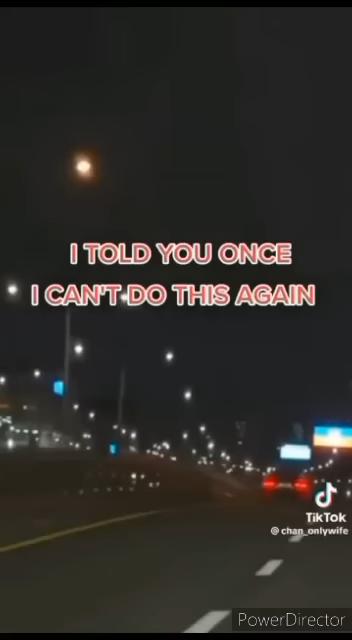 I TOLD YOU ONCE
I CAN'T DO THIS AGAIN
TikTok
@chan_onlywife
PowerDirector